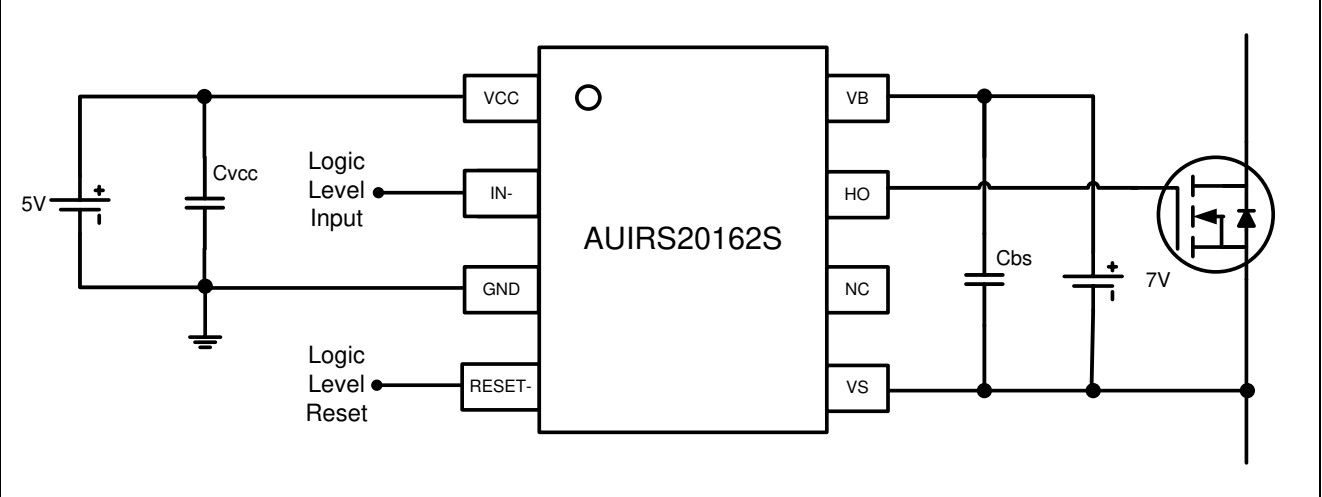 VCC
VB
Logic
Level
Input
Cvcc
IN-
HO
5V
+
-
AUIRS20162S
GND
NC
Cbs
+
-
7V
Logic
Level
Reset
RESET-
VS